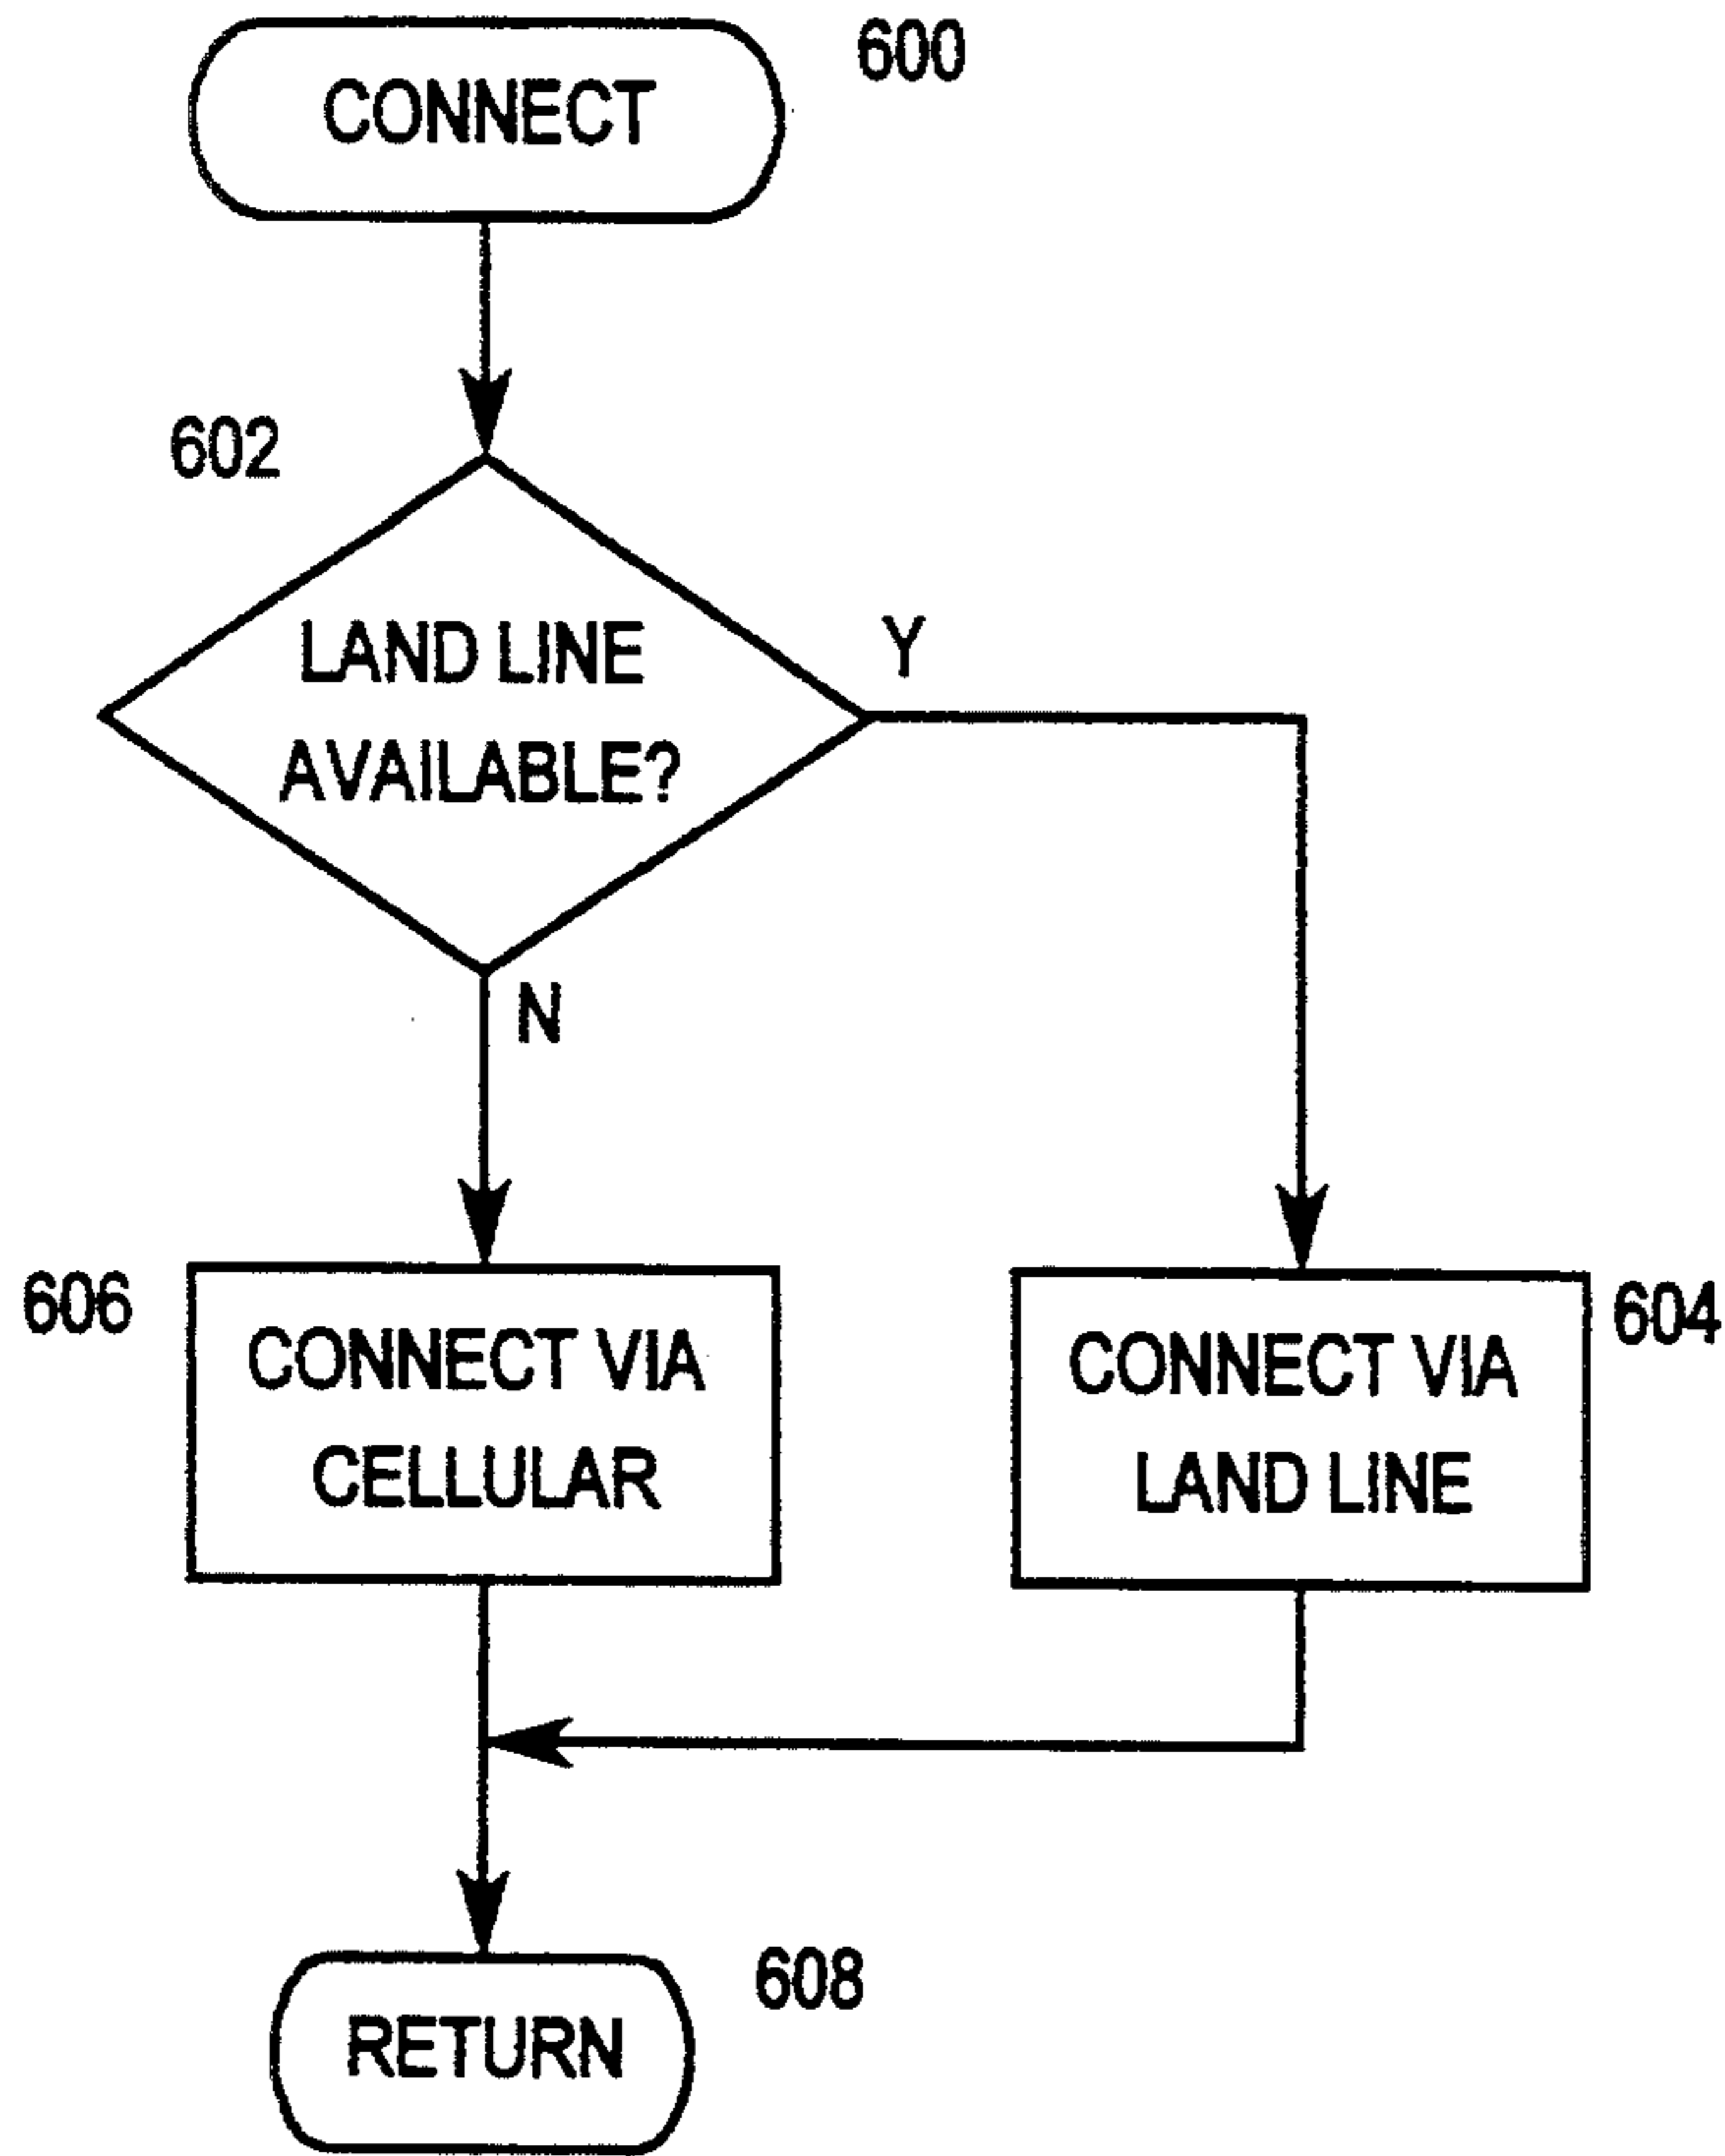 CONNECT
600
602
LAND LINE
AVAILABLE?
Y
N
606
CONNECT VIA
CELLULAR
CONNECT VIA
LAND LINE
604
RETURN
608